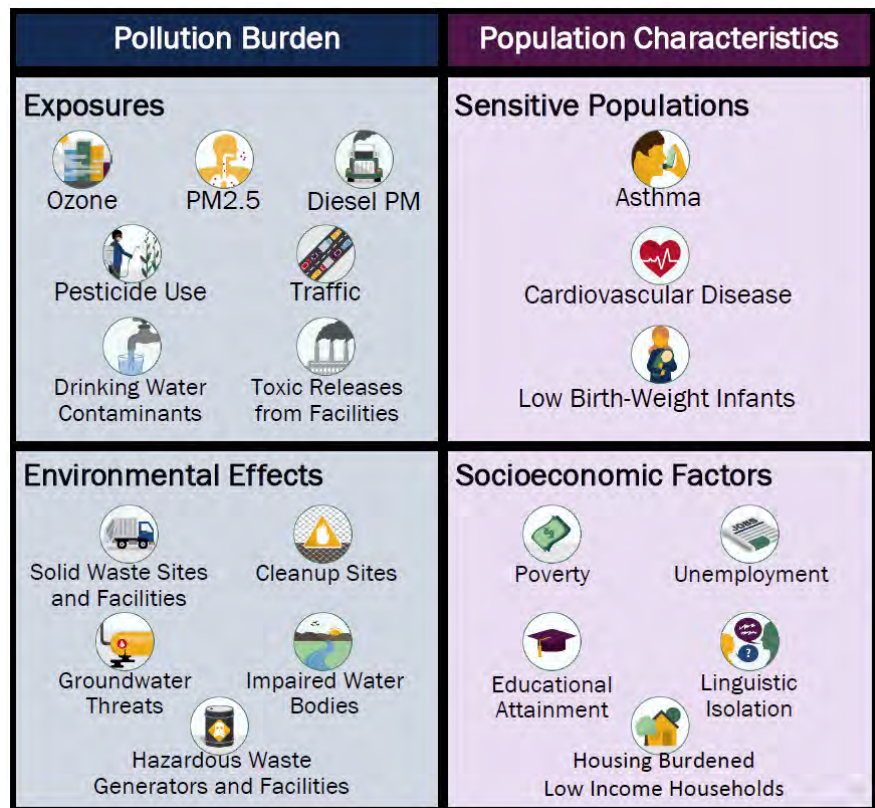 Pollution Burden
Population Characteristics
Exposures
Ozone
PM2.5
Diesel PM
Pesticide Use
Traffic
Drinking Water
Contaminants
Toxic Releases
from Facilities
Sensitive Populations
Asthma
Cardiovascular Disease
Low Birth-Weight Infants
Environmental Effects
Solid Waste Sites
and Facilities
Cleanup Sites
Groundwater
Threats
Impaired Water
Bodies
Hazardous Waste
Generators and Facilities
Socioeconomic Factors
Poverty
JOBS
Unemployment
Educational
Attainment
?
Linguistic
Isolation
Housing Burdened
Low Income Households